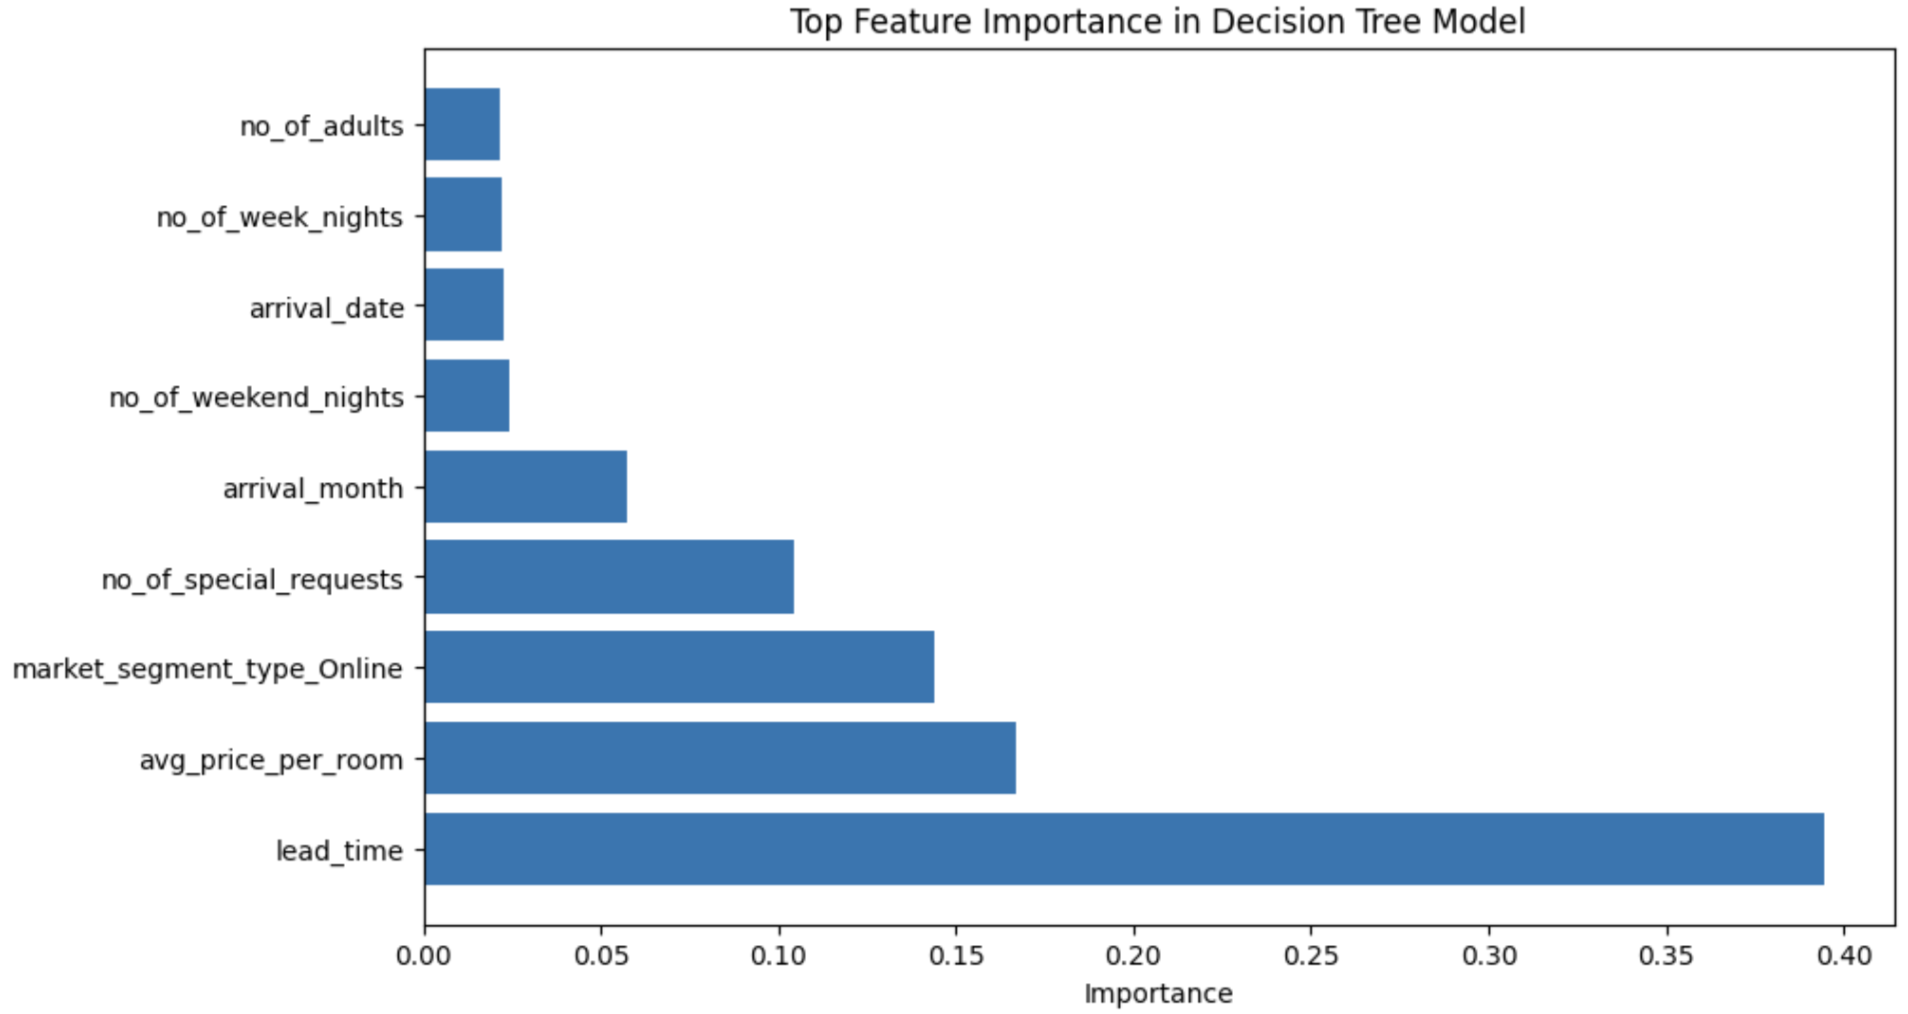 Top Feature Importance in Decision Tree Model
no_of_adults
no_of_week_nights
arrival_date
no_of_weekend_nights
arrival_month
no_of_special_requests
market_segment_type_Online
avg_price_per_room
lead_time
0.00 0.05 0.10 0.15 0.20 0.25 0.30 0.35 0.40
Importance